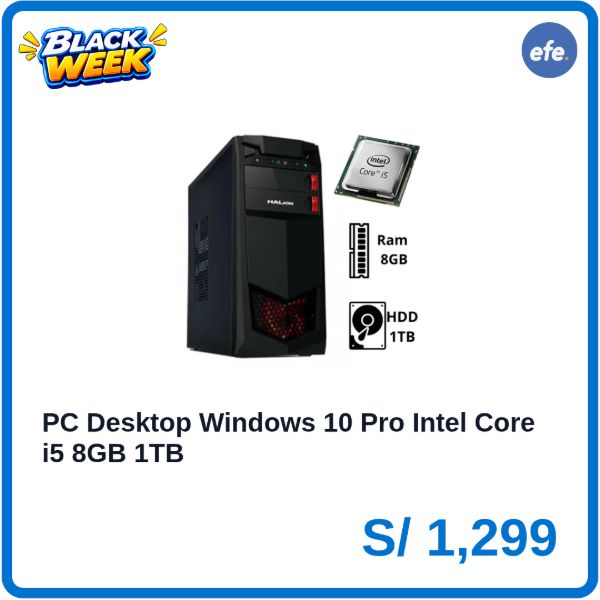 BLACK
WEEK
efe.
intel
Core™ i5
HALION
Ram
8GB
HDD
1TB
PC Desktop Windows 10 Pro Intel Core
i5 8GB 1TB
S/ 1,299